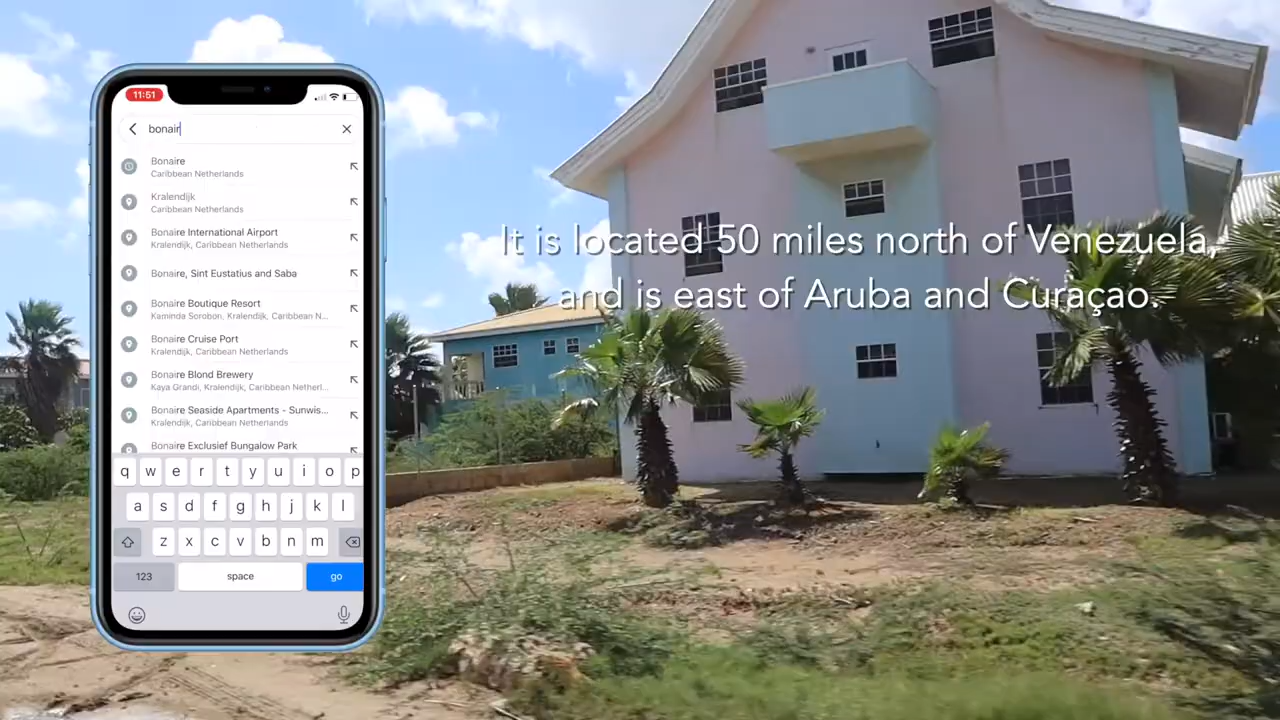 11:51
bonair
Bonaire
Caribbean Netherlands
Kralendijk
Caribbean Netherlands
Bonaire International Airport
Kralendijk, Caribbean Netherlands
Bonaire, Sint Eustatius and Saba
Bonaire Boutique Resort
Kaminda Sorobon, Kralendijk, Caribbean N...
Bonaire Cruise Port
Kralendijk, Caribbean Netherlands
Bonaire Blond Brewery
Kaya Grandi, Kralendijk, Caribbean Netherl...
Bonaire Seaside Apartments - Sunwis...
Kralendijk, Caribbean Netherlands
Bonaire Exclusief Bungalow Park
q w e r t y u i o p
a s d f g h j k l
z x c v b n m
123 space go
It is located 50 miles north of Venezuela,
and is east of Aruba and Curaçao.